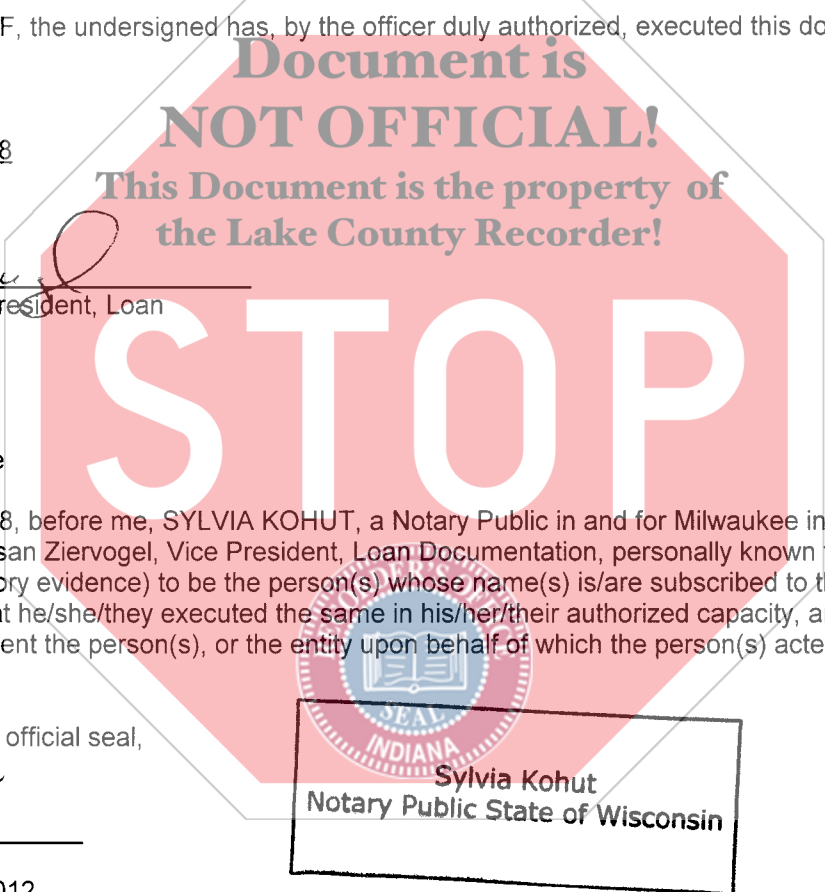 F, the undersigned has, by the officer duly authorized, executed this do
Document is
NOT OFFICIAL!
8
This Document is the property of
the Lake County Recorder!
resident, Loan
STOP
e
8, before me, SYLVIA KOHUT, a Notary Public in and for Milwaukee in
san Ziervogel, Vice President, Loan Documentation, personally known
ory evidence) to be the person(s) whose name(s) is/are subscribed to th
t he/she/they executed the same in his/her/their authorized capacity, a
ent the person(s), or the entity upon behalf of which the person(s) acte
RECORDER'S OFFICE
SEAL
INDIANA
official seal,
Sylvia Kohut
Notary Public State of Wisconsin
012